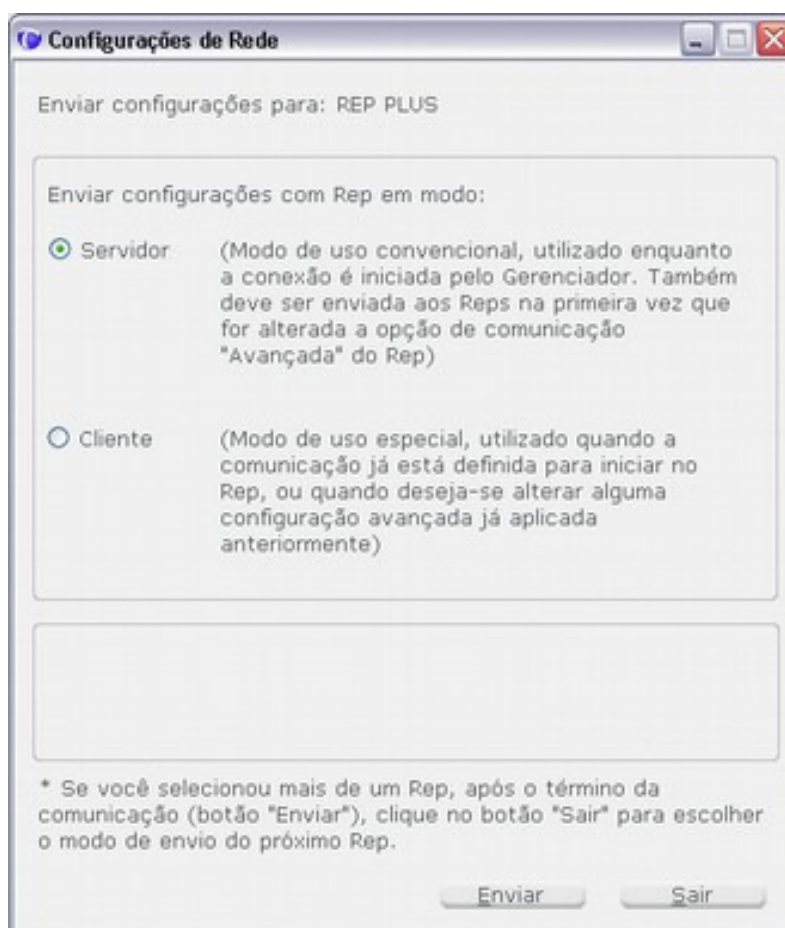 Configurações de Rede
Enviar configurações para: REP PLUS
Enviar configurações com Rep em modo:
Servidor (Modo de uso convencional, utilizado enquanto
a conexão é iniciada pelo Gerenciador. Também
deve ser enviada aos Reps na primeira vez que
for alterada a opção de comunicação
"Avançada" do Rep)
Cliente (Modo de uso especial, utilizado quando a
comunicação já está definida para iniciar no
Rep, ou quando deseja-se alterar alguma
configuração avançada já aplicada
anteriormente)
* Se você selecionou mais de um Rep, após o término da
comunicação (botão "Enviar"), clique no botão "Sair" para escolher
o modo de envio do próximo Rep.
Enviar Sair